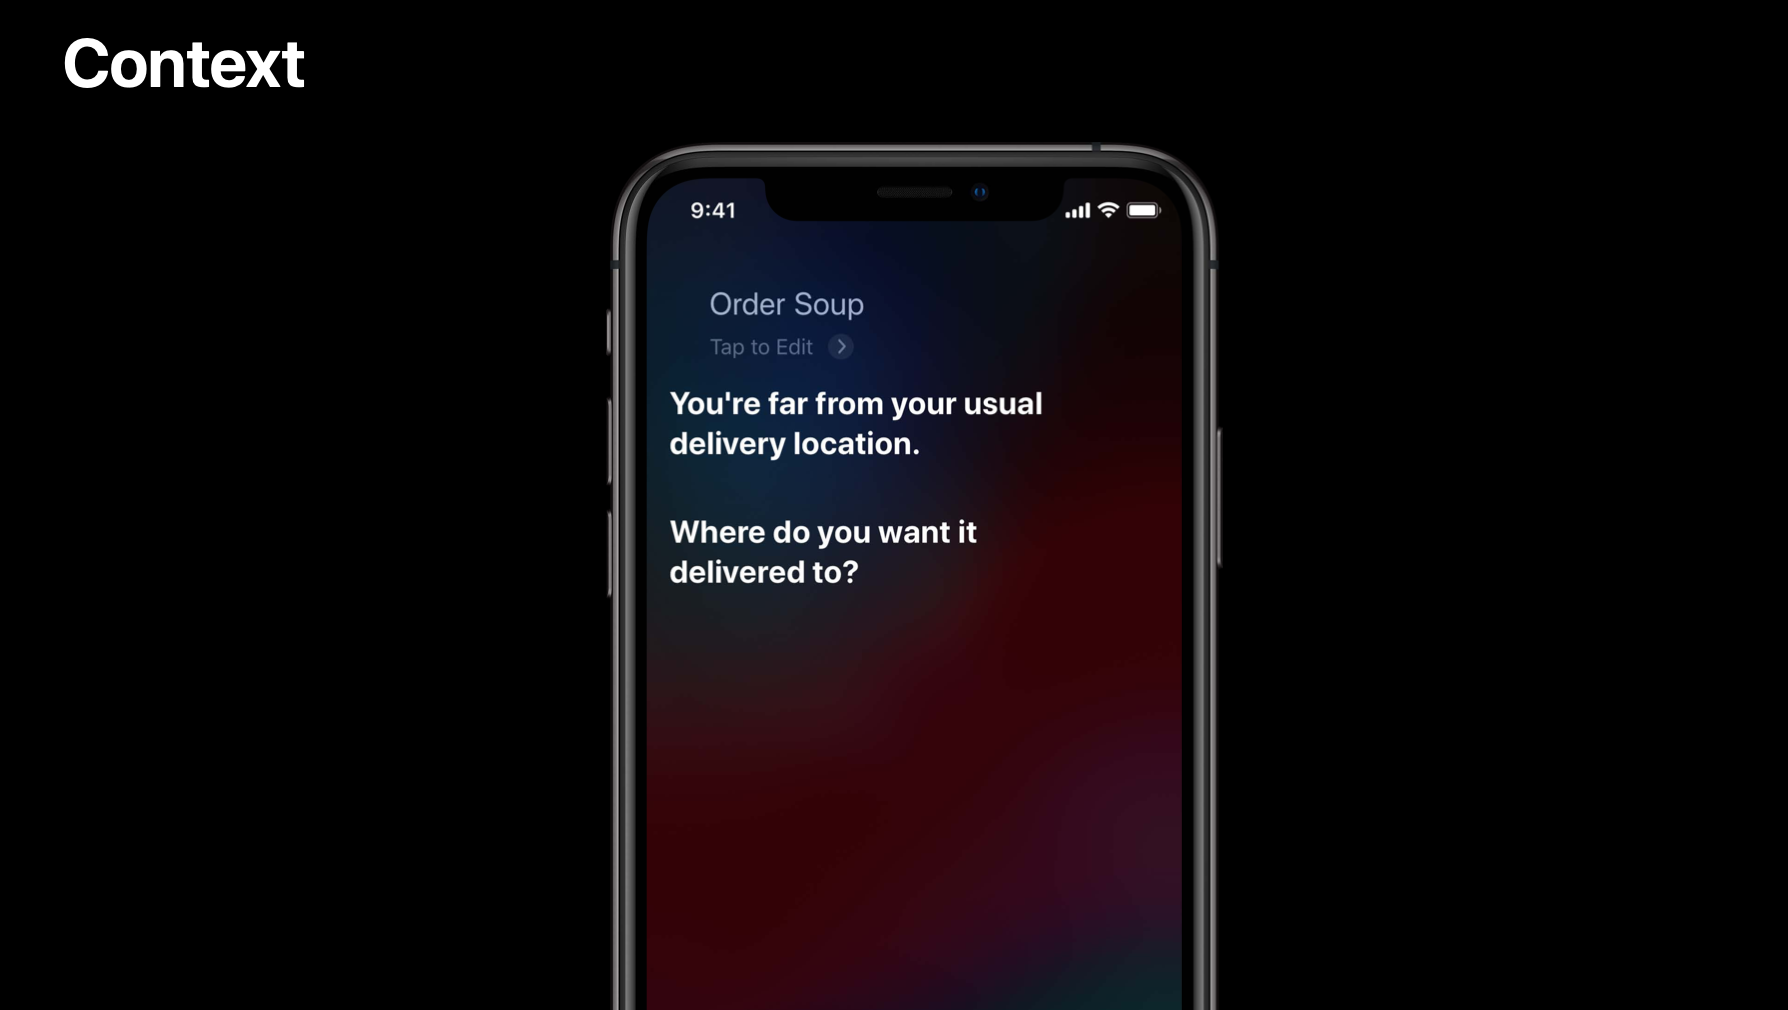 Context
9:41
Order Soup
Tap to Edit
You're far from your usual
delivery location.
Where do you want it
delivered to?